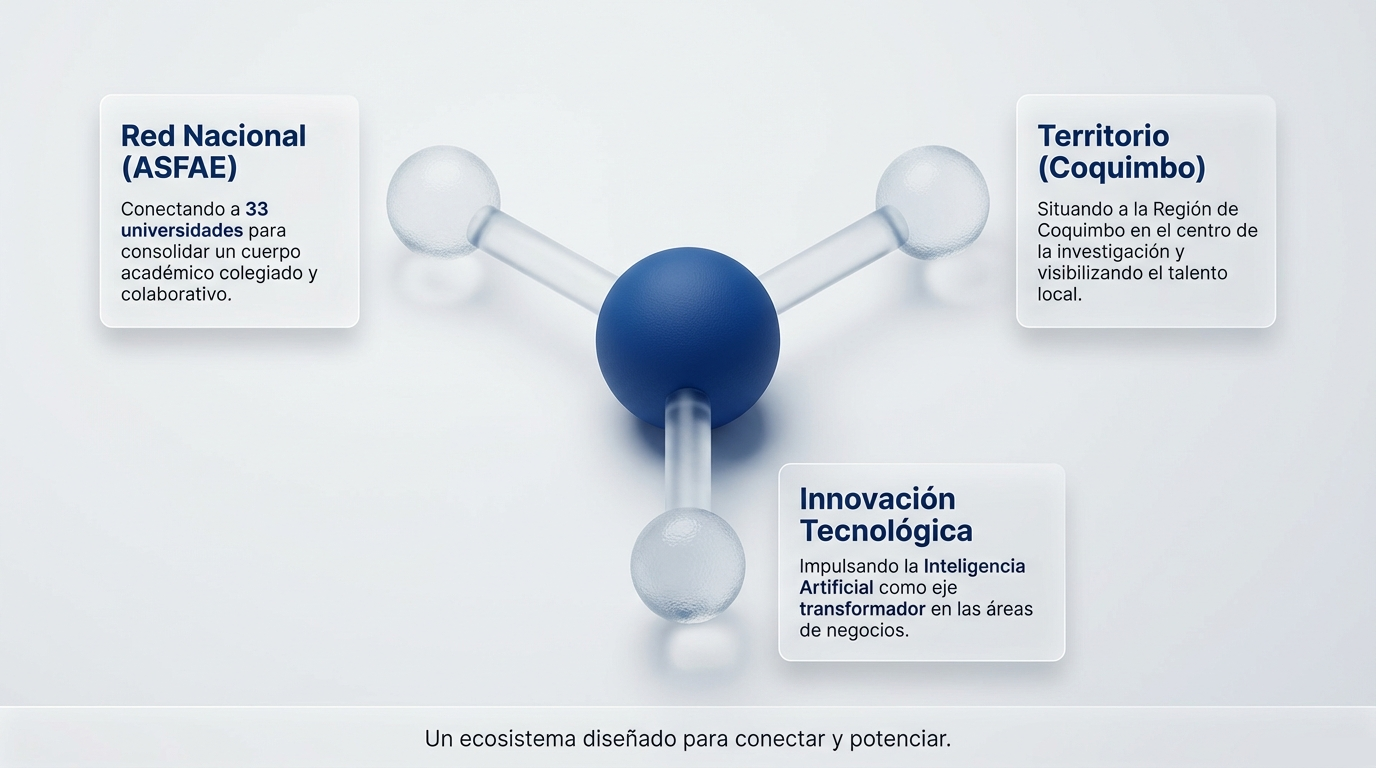 Red Nacional
(ASFAE)
Conectando a 33
universidades para
consolidar un cuerpo
académico colegiado y
colaborativo.
Territorio
(Coquimbo)
Situando a la Región de
Coquimbo en el centro de
la investigación y
visibilizando el talento
local.
Innovación
Tecnológica
Impulsando la Inteligencia
Artificial como eje
transformador en las áreas
de negocios.
Un ecosistema diseñado para conectar y potenciar.